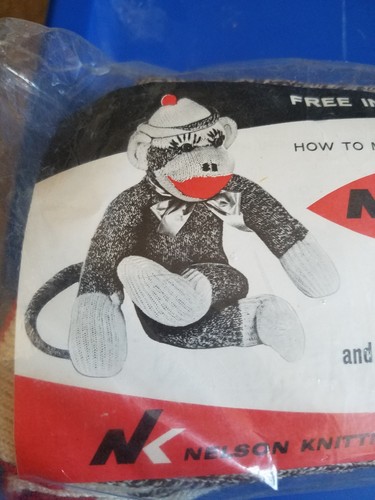 FREE IN
HOW TO M
N
and
NK NELSON KNITTI